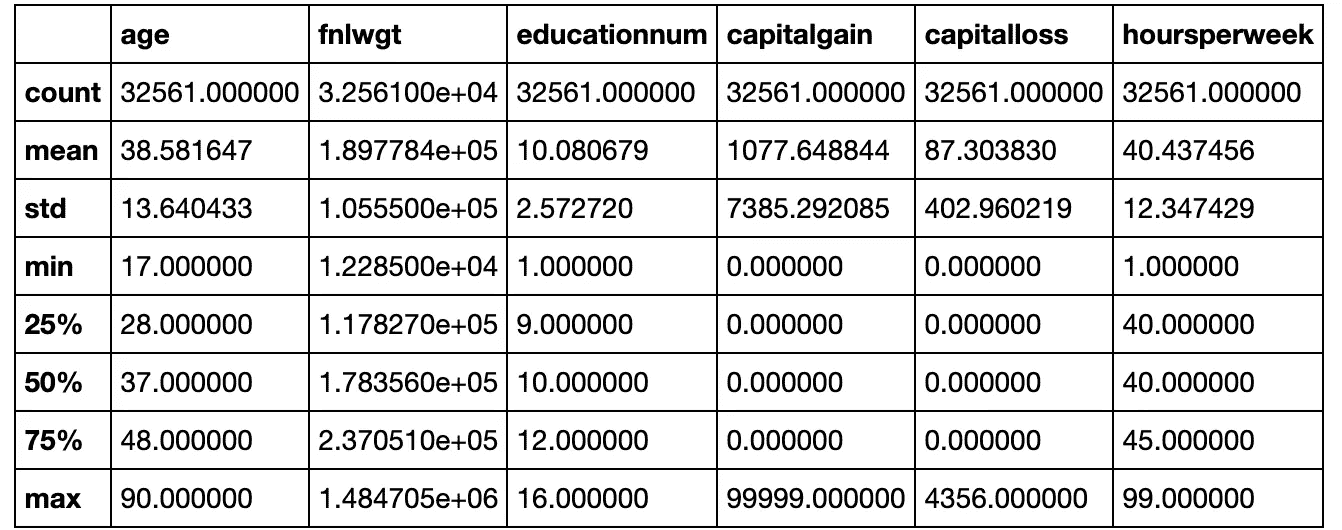 age fnlwgt educationnum capitalgain capitalloss hoursperweek
count 32561.000000 3.256100e+04 32561.000000 32561.000000 32561.000000 32561.000000
mean 38.581647 1.897784e+05 10.080679 1077.648844 87.303830 40.437456
std 13.640433 1.055500e+05 2.572720 7385.292085 402.960219 12.347429
min 17.000000 1.228500e+04 1.000000 0.000000 0.000000 1.000000
25% 28.000000 1.178270e+05 9.000000 0.000000 0.000000 40.000000
50% 37.000000 1.783560e+05 10.000000 0.000000 0.000000 40.000000
75% 48.000000 2.370510e+05 12.000000 0.000000 0.000000 45.000000
max 90.000000 1.484705e+06 16.000000 99999.000000 4356.000000 99.000000